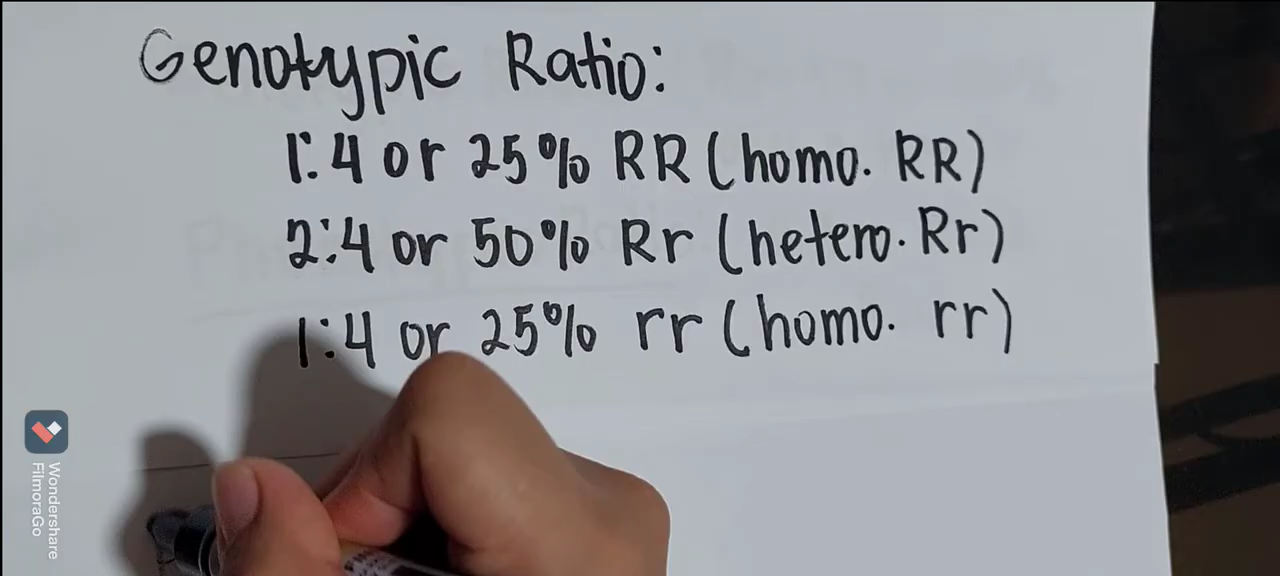 Genotypic Ratio:
1:4 or 25% RR (homo. RR)
2:4 or 50% Rr (hetero. Rr)
1:4 or 25% rr (homo. rr)
Wondershare
FilmoraGo